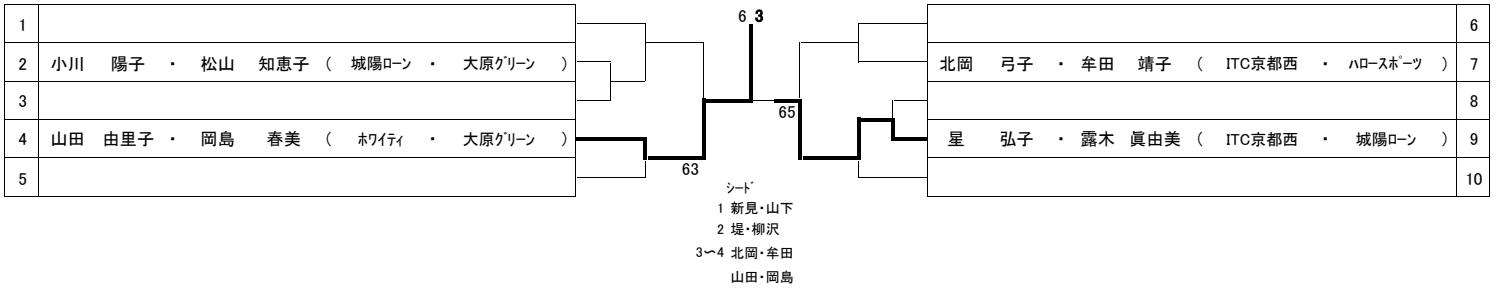 6 3
1
2 小川 陽子 ・ 松山 知恵子 ( 城陽ローン ・ 大原グリーン )
3
4 山田 由里子 ・ 岡島 春美 ( ホワイティ ・ 大原グリーン )
5
63
65
6
北岡 弓子 ・ 牟田 靖子 ( ITC京都西 ・ ハロースポーツ ) 7
8
星 弘子 ・ 露木 眞由美 ( ITC京都西 ・ 城陽ローン ) 9
10
シード
1 新見・山下
2 堤・柳沢
3〜4 北岡・牟田
山田・岡島